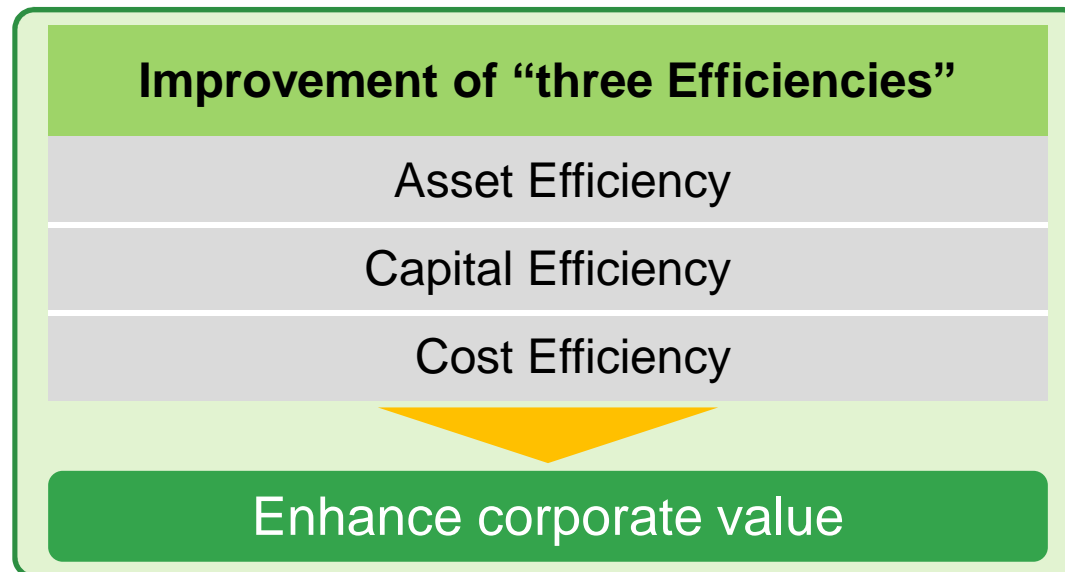 Improvement of “three Efficiencies”
Asset Efficiency
Capital Efficiency
Cost Efficiency
Enhance corporate value